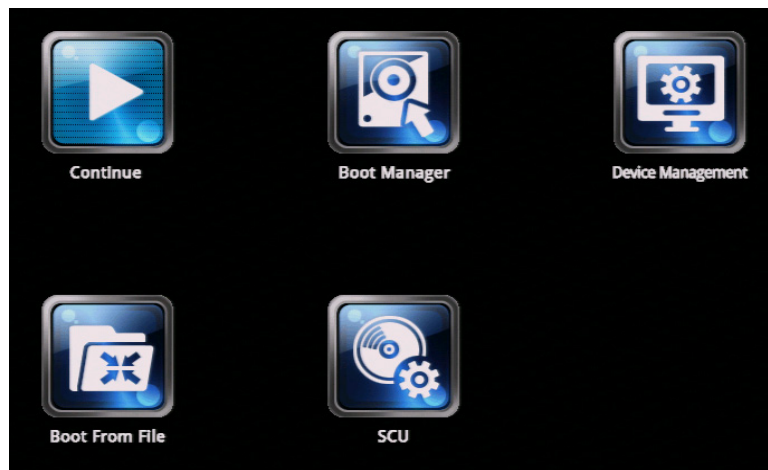 Continue
Boot Manager
Device Management
Boot From File
SCU